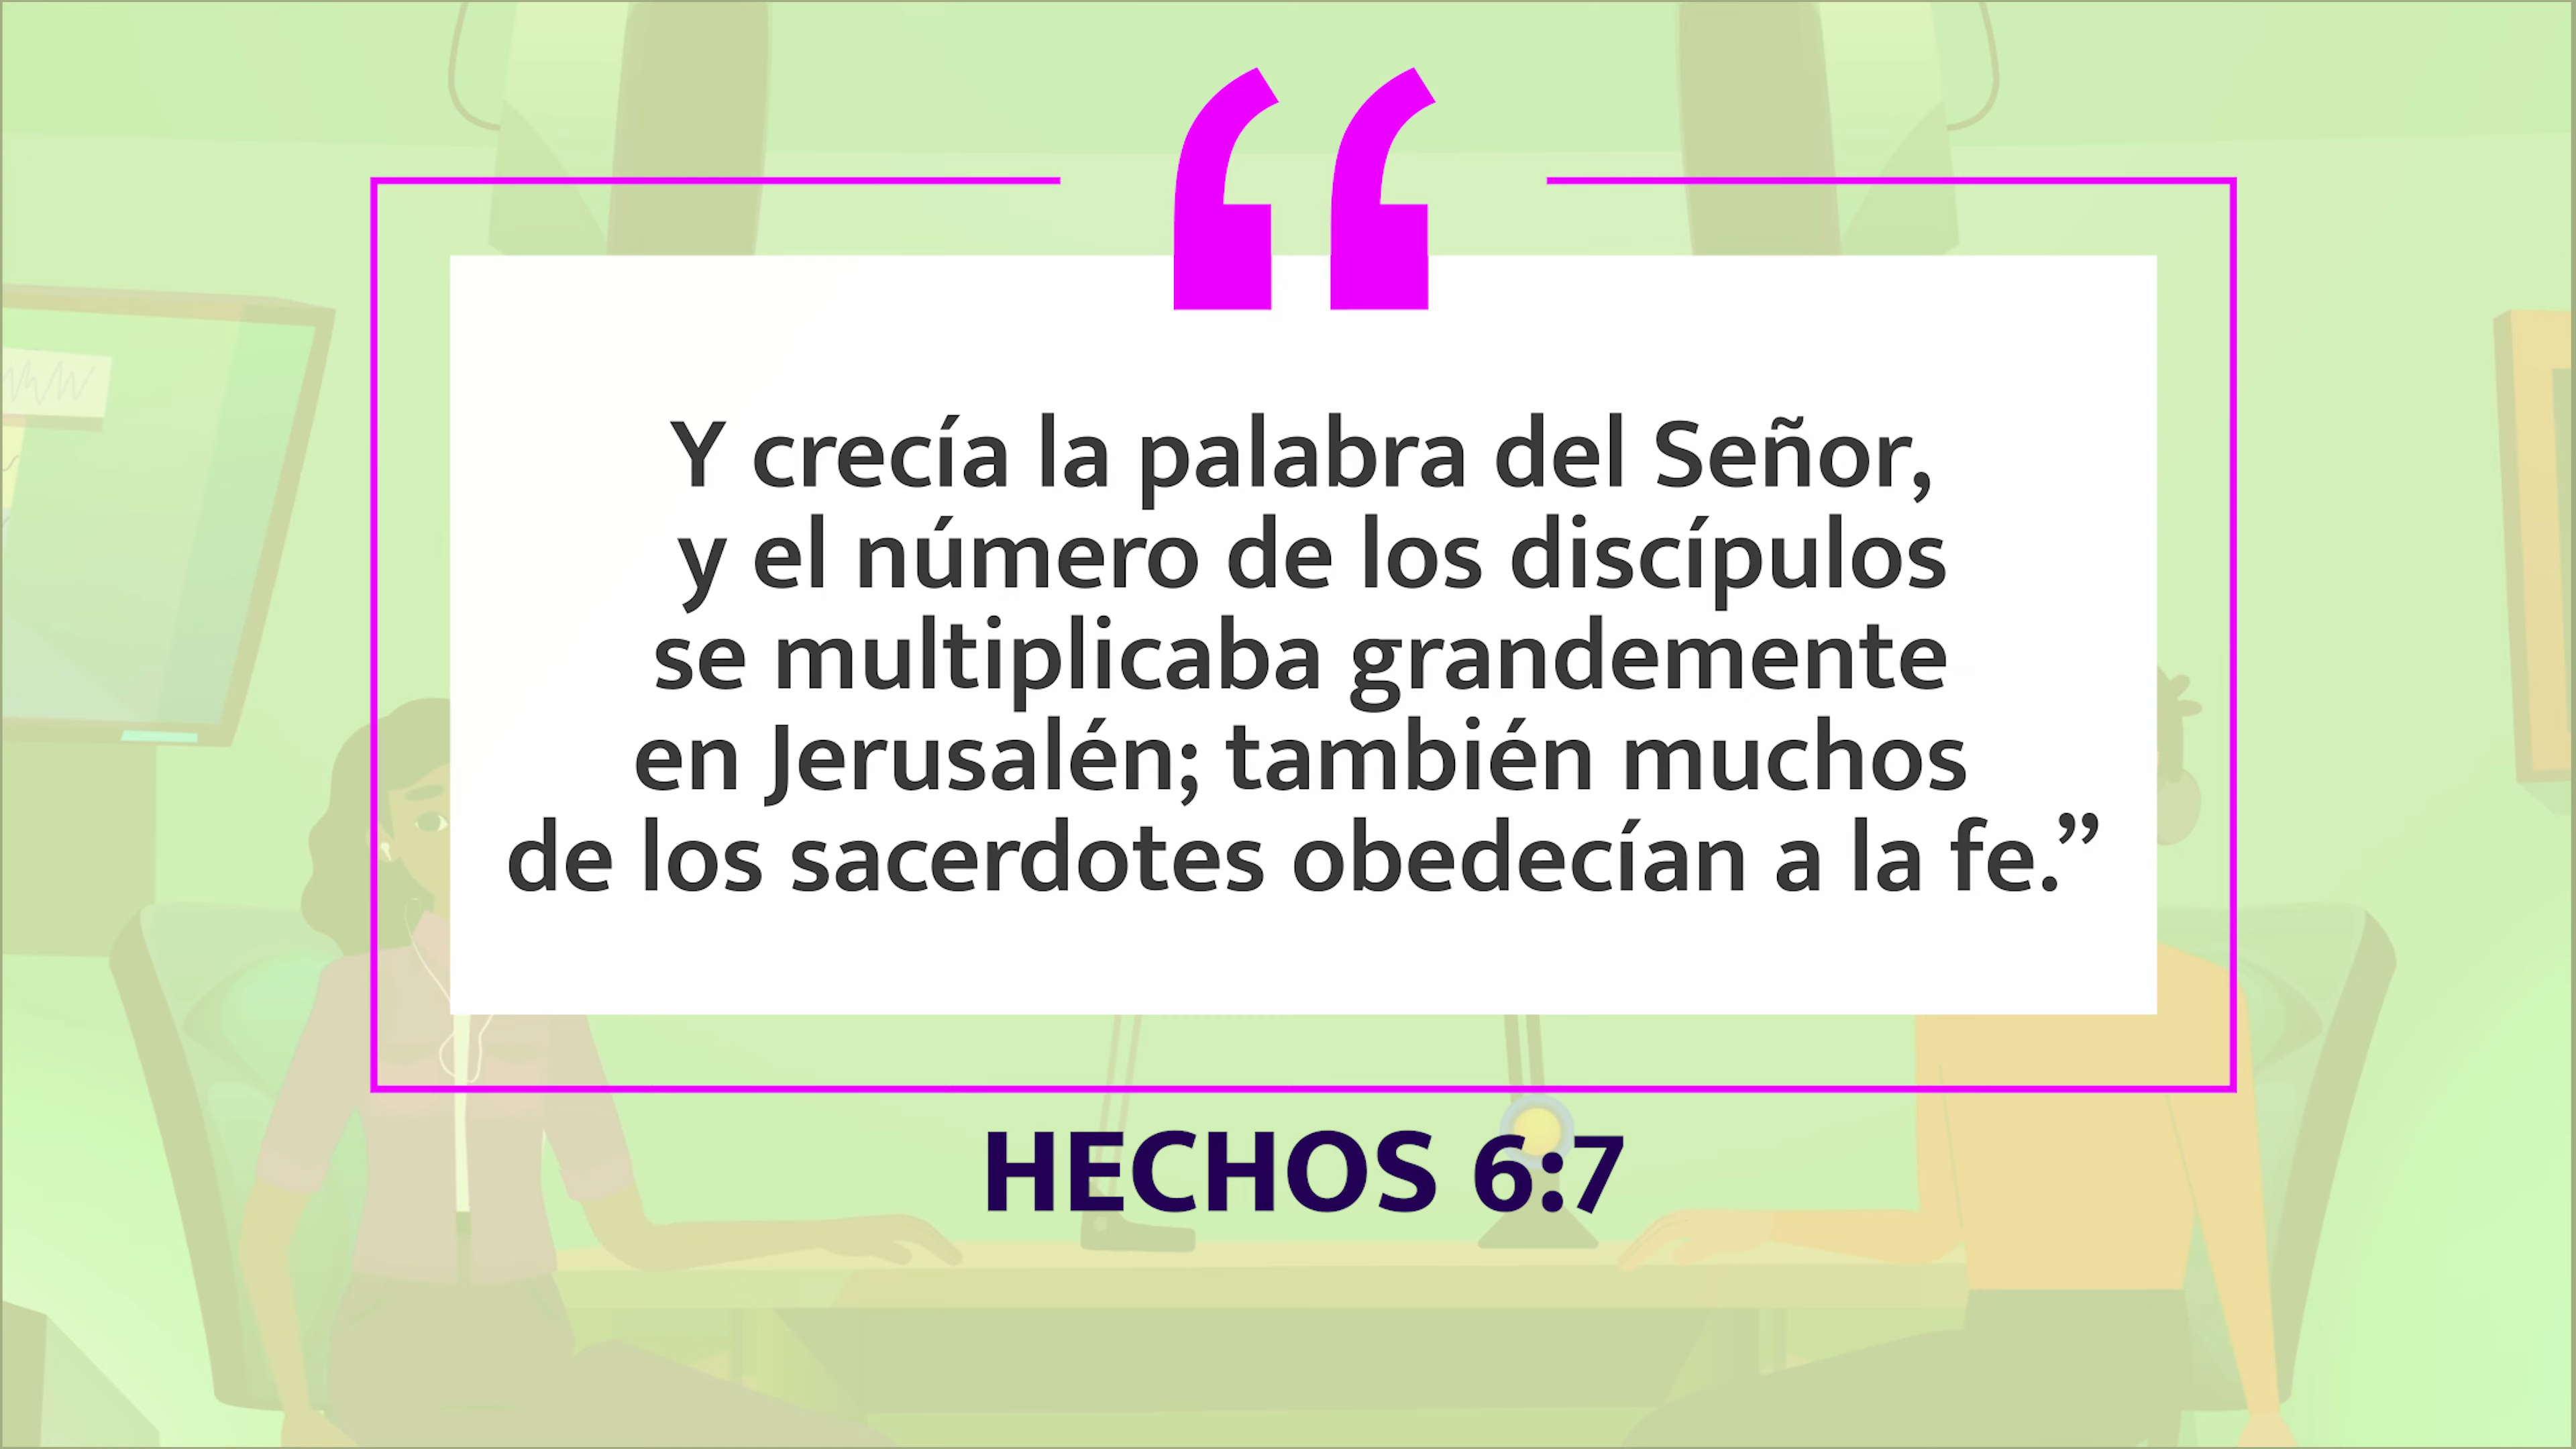 “
Y crecía la palabra del Señor,
y el número de los discípulos
se multiplicaba grandemente
en Jerusalén; también muchos
de los sacerdotes obedecían a la fe.”
HECHOS 6:7